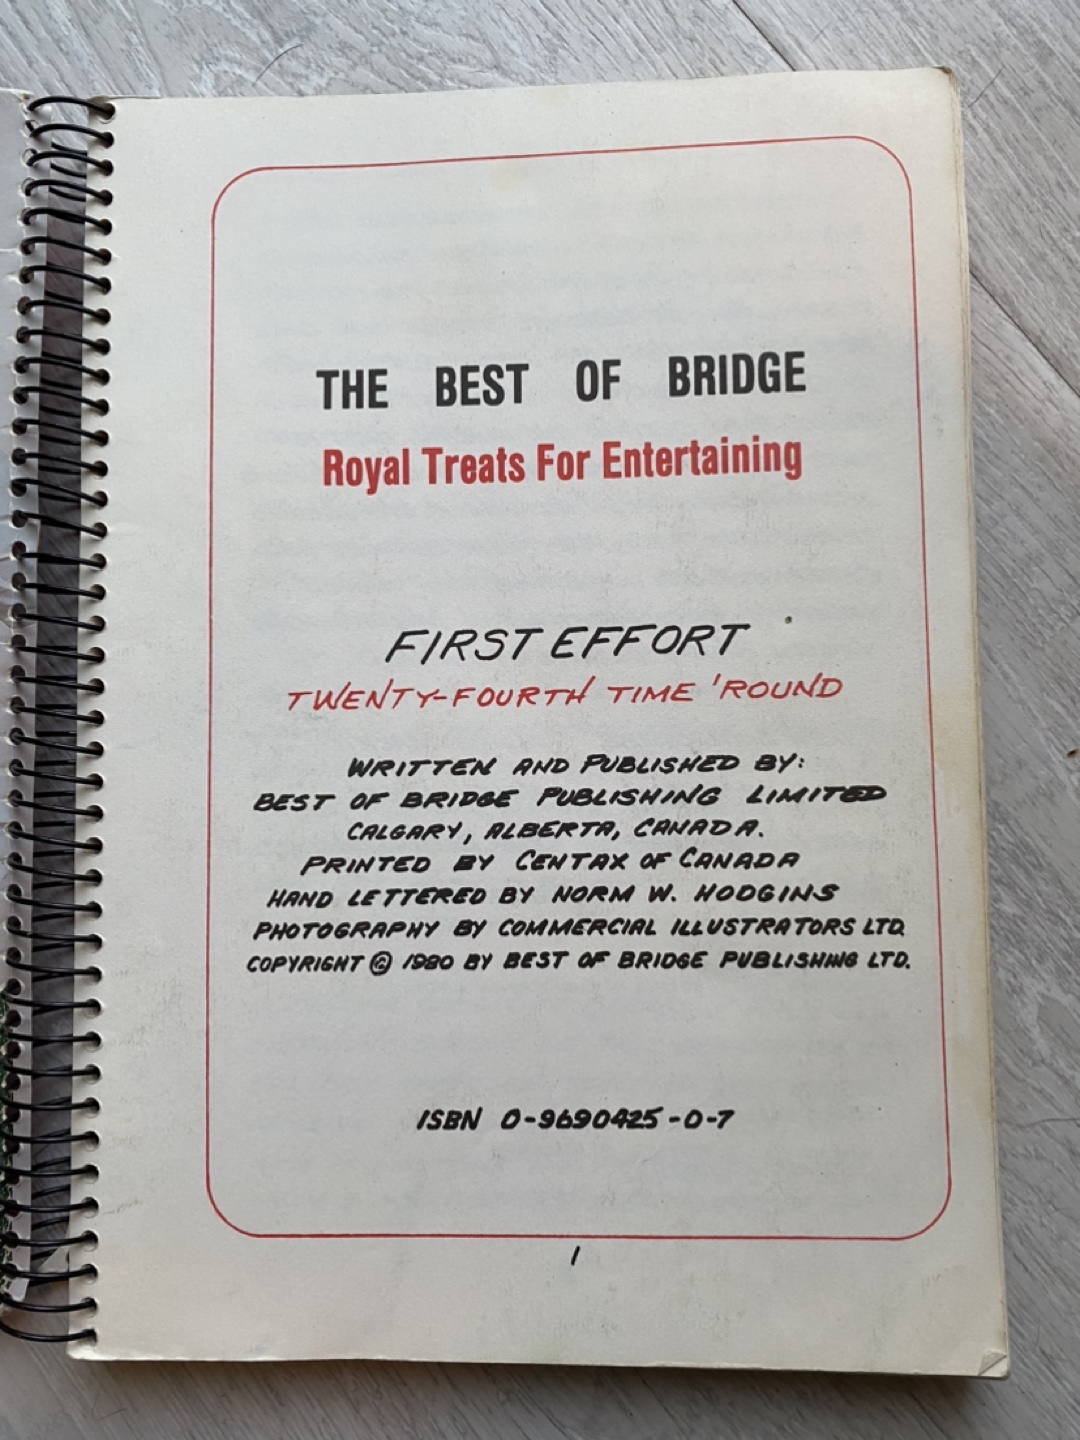 THE BEST OF BRIDGE
Royal Treats For Entertaining
FIRST EFFORT
TWENTY-FOURTH TIME 'ROUND
WRITTEN AND PUBLISHED BY:
BEST OF BRIDGE PUBLISHING LIMITED
CALGARY, ALBERTA, CANADA.
PRINTED BY CENTAX OF CANADA
HAND LETTERED BY NORM W. HODGINS
PHOTOGRAPHY BY COMMERCIAL ILLUSTRATORS LTD.
COPYRIGHT © 1980 BY BEST OF BRIDGE PUBLISHING LTD.
ISBN 0-9690425-0-7
1